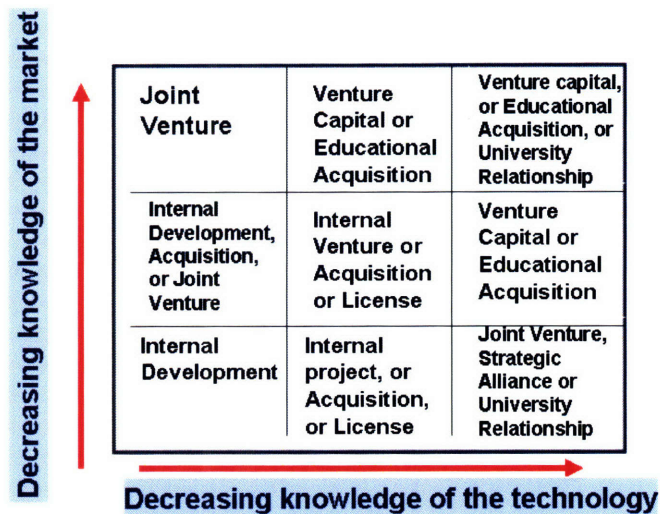 Decreasing knowledge of the market
Joint
Venture
Venture
Capital or
Educational
Acquisition
Venture capital,
or Educational
Acquisition, or
University
Relationship
Internal
Development,
Acquisition,
or Joint
Venture
Internal
Venture or
Acquisition
or License
Venture
Capital or
Educational
Acquisition
Internal
Development
Internal
project, or
Acquisition,
or License
Joint Venture,
Strategic
Alliance or
University
Relationship
Decreasing knowledge of the technology